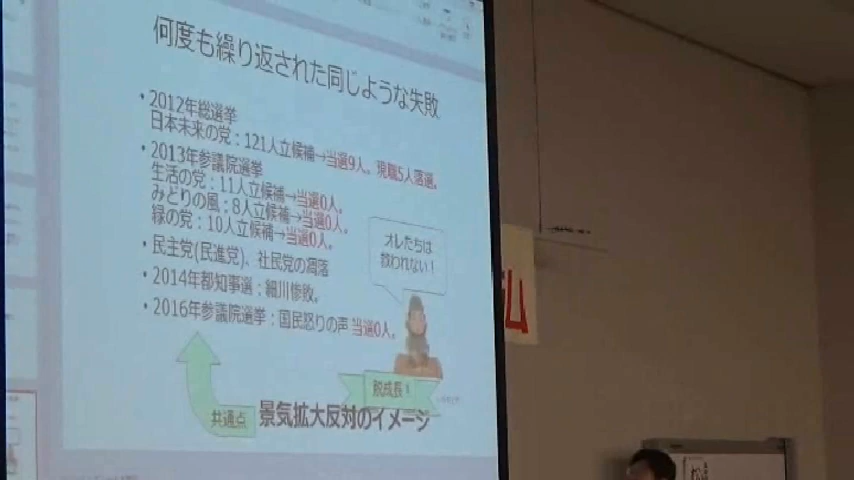 何度も繰り返された同じような失敗
・2012年総選挙
日本未来の党：121人立候補→当選9人。現職5人落選。
・2013年参議院選挙
生活の党：11人立候補→当選0人。
みどりの風：8人立候補→当選0人。
緑の党：10人立候補→当選0人。
・民主党(民進党)、社民党の凋落
・2014年都知事選：細川惨敗。
・2016年参議院選挙：国民怒りの声 当選0人。
オレたちは
救われない！
脱成長！
共通点
景気拡大反対のイメージ